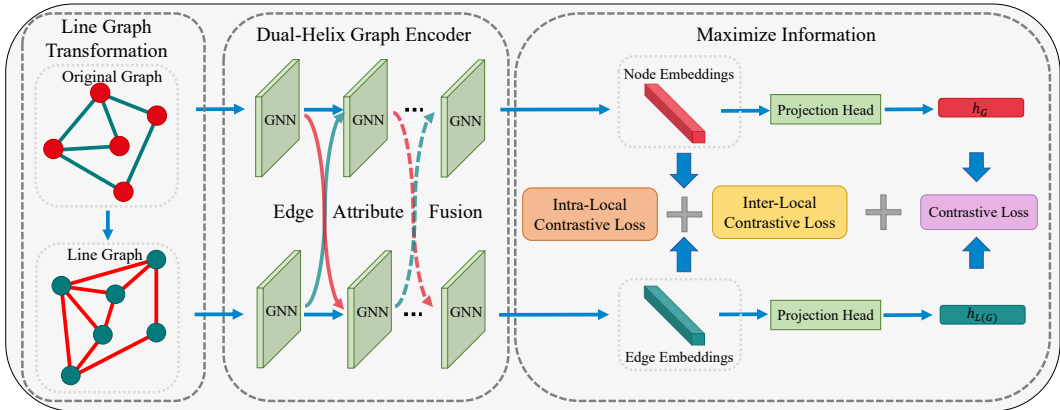 Line Graph
Transformation
Original Graph
Line Graph
Dual-Helix Graph Encoder
GNN
GNN
...
GNN
Edge Attribute Fusion
GNN
GNN
...
GNN
Maximize Information
Node Embeddings
Projection Head
h_G
Intra-Local
Contrastive Loss
+
Inter-Local
Contrastive Loss
+
Contrastive Loss
Edge Embeddings
Projection Head
h_{L(G)}